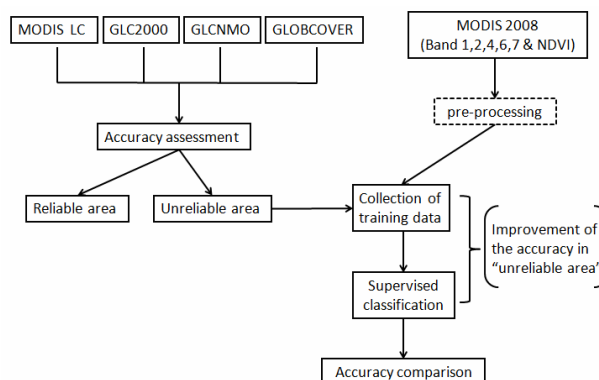 MODIS LC
GLC2000
GLCNMO
GLOBCOVER
MODIS 2008
(Band 1,2,4,6,7 & NDVI)
pre-processing
Accuracy assessment
Reliable area
Unreliable area
Collection of
training data
Improvement of
the accuracy in
“unreliable area”
Supervised
classification
Accuracy comparison